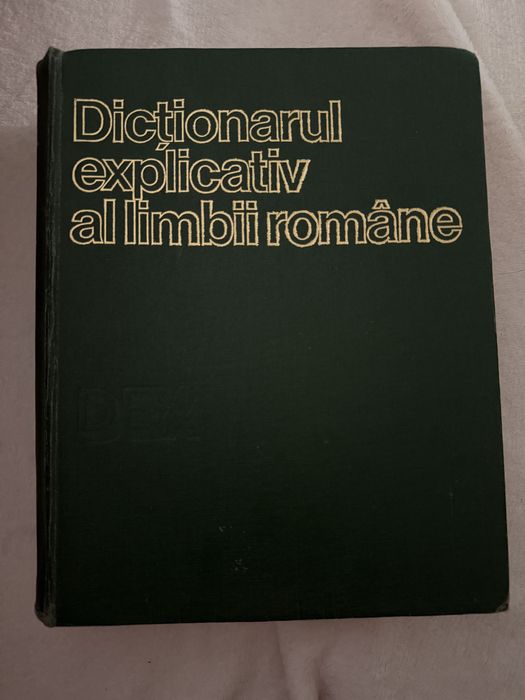 Dicționarul
explicativ
al limbii române
DEX